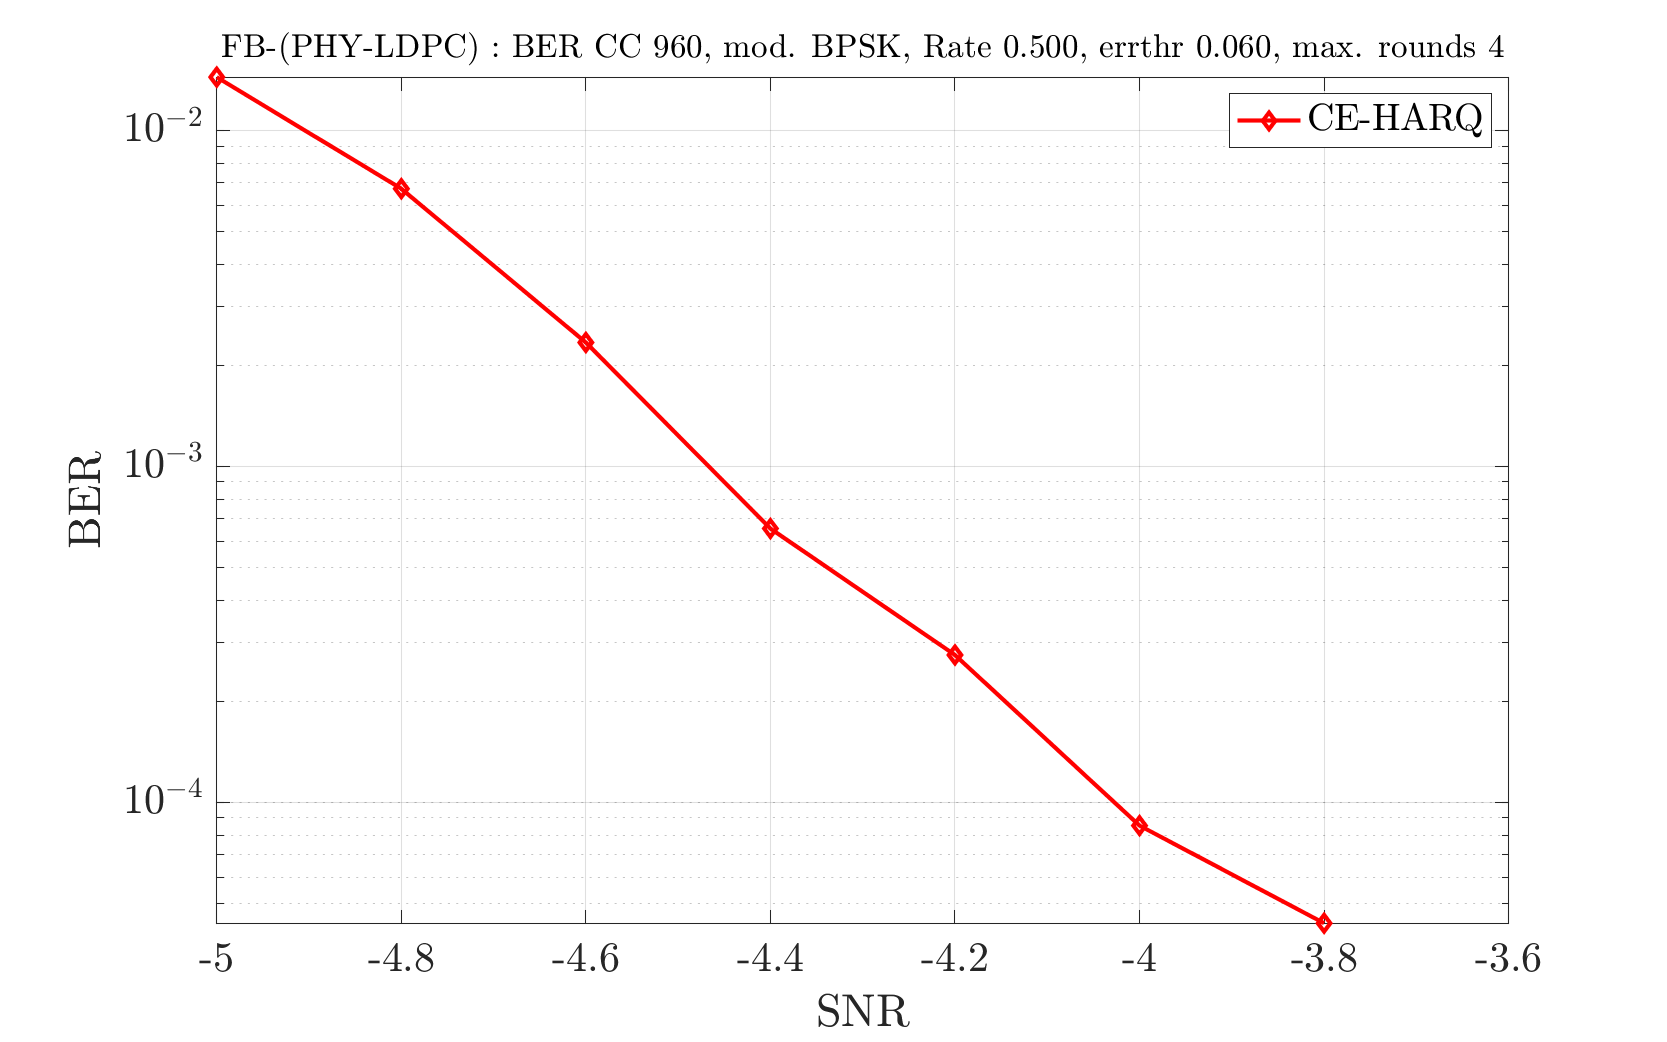 FB-(PHY-LDPC) : BER CC 960, mod. BPSK, Rate 0.500, errthr 0.060, max. rounds 4
CE-HARQ
10^{-2}
10^{-3}
10^{-4}
BER
-5 -4.8 -4.6 -4.4 -4.2 -4 -3.8 -3.6
SNR